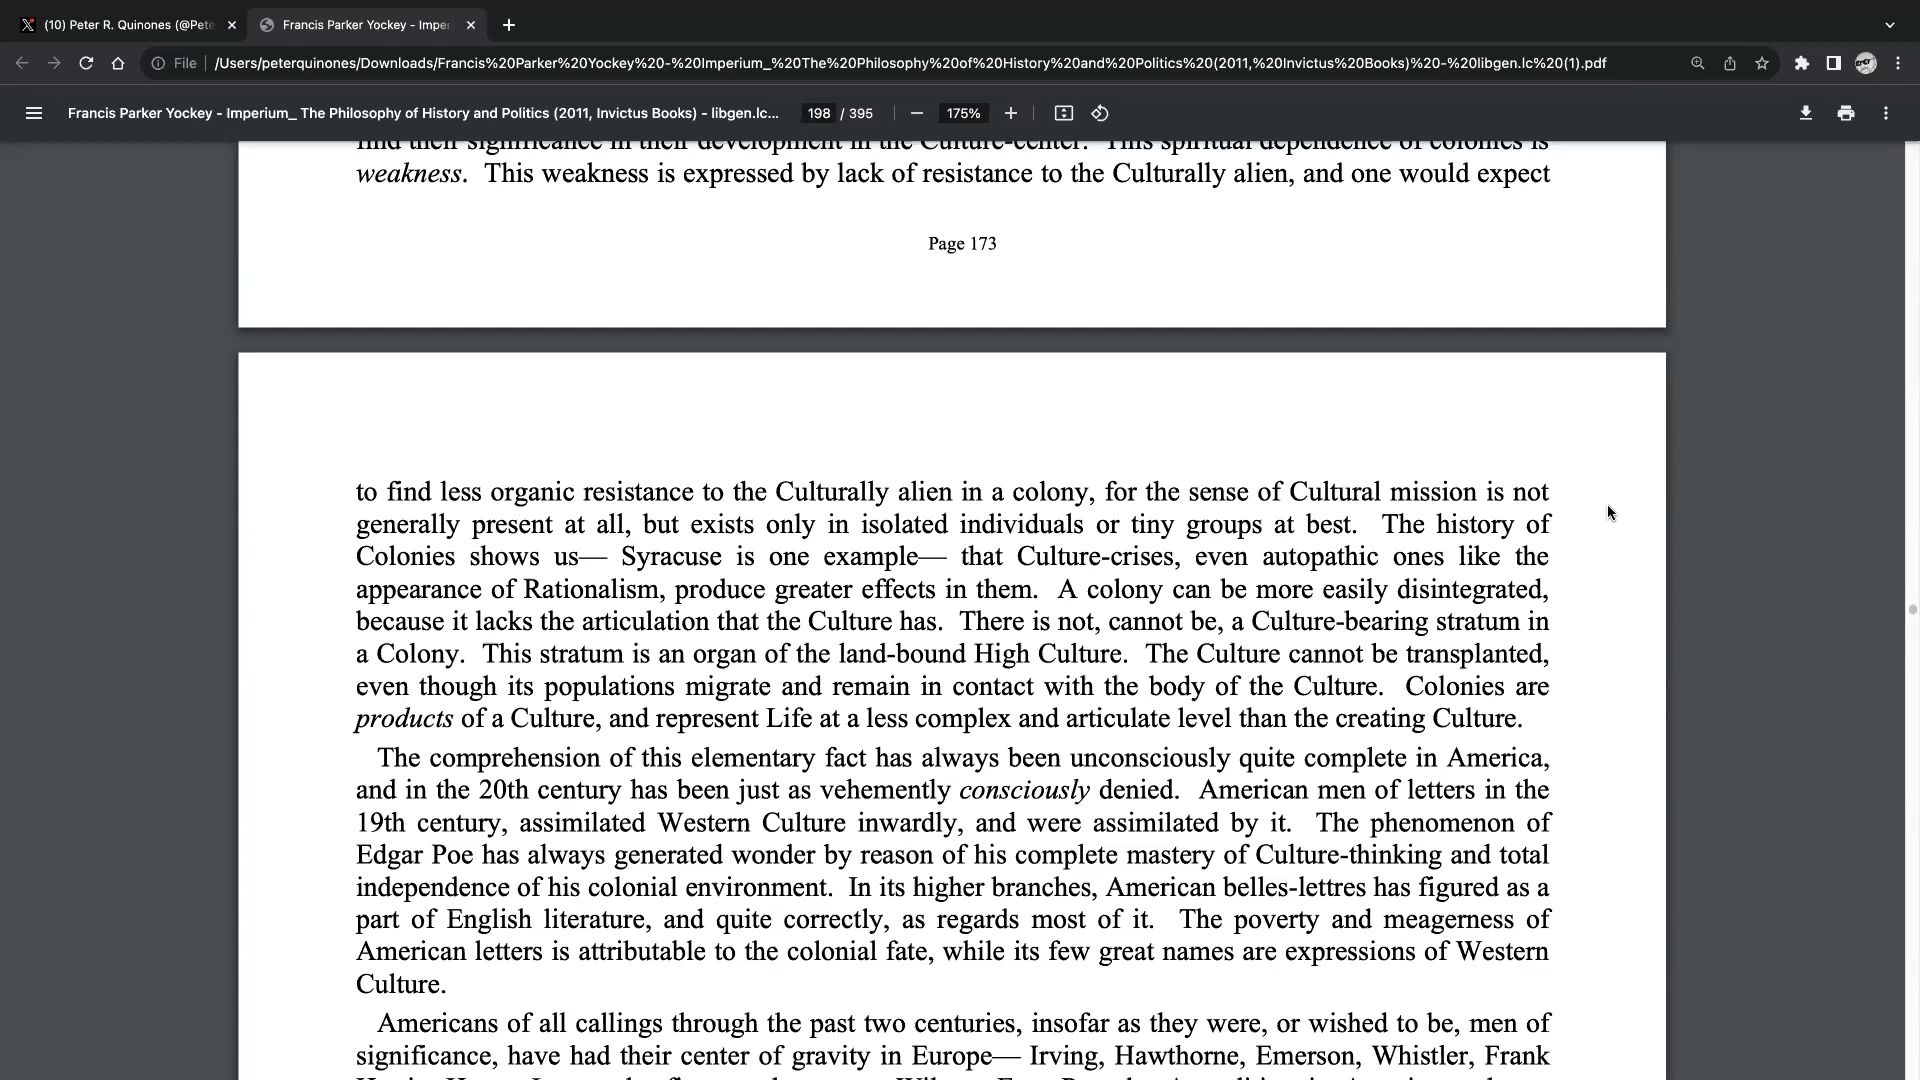 (10) Peter R. Quinones (@Pete
Francis Parker Yockey - Imper
File
/Users/peterquinones/Downloads/Francis%20Parker%20Yockey%20-%20Imperium_%20The%20Philosophy%20of%20History%20and%20Politics%20(2011,%20Invictus%20Books)%20-%20libgen.lc%20(1).pdf
Francis Parker Yockey - Imperium_ The Philosophy of History and Politics (2011, Invictus Books) - libgen.lc...
198 / 395
175%
find their significance in their development in the Culture-center. This spiritual dependence of colonies is
weakness. This weakness is expressed by lack of resistance to the Culturally alien, and one would expect
Page 173
to find less organic resistance to the Culturally alien in a colony, for the sense of Cultural mission is not
generally present at all, but exists only in isolated individuals or tiny groups at best. The history of
Colonies shows us— Syracuse is one example— that Culture-crises, even autopathic ones like the
appearance of Rationalism, produce greater effects in them. A colony can be more easily disintegrated,
because it lacks the articulation that the Culture has. There is not, cannot be, a Culture-bearing stratum in
a Colony. This stratum is an organ of the land-bound High Culture. The Culture cannot be transplanted,
even though its populations migrate and remain in contact with the body of the Culture. Colonies are
products of a Culture, and represent Life at a less complex and articulate level than the creating Culture.
The comprehension of this elementary fact has always been unconsciously quite complete in America,
and in the 20th century has been just as vehemently consciously denied. American men of letters in the
19th century, assimilated Western Culture inwardly, and were assimilated by it. The phenomenon of
Edgar Poe has always generated wonder by reason of his complete mastery of Culture-thinking and total
independence of his colonial environment. In its higher branches, American belles-lettres has figured as a
part of English literature, and quite correctly, as regards most of it. The poverty and meagerness of
American letters is attributable to the colonial fate, while its few great names are expressions of Western
Culture.
Americans of all callings through the past two centuries, insofar as they were, or wished to be, men of
significance, have had their center of gravity in Europe— Irving, Hawthorne, Emerson, Whistler, Frank